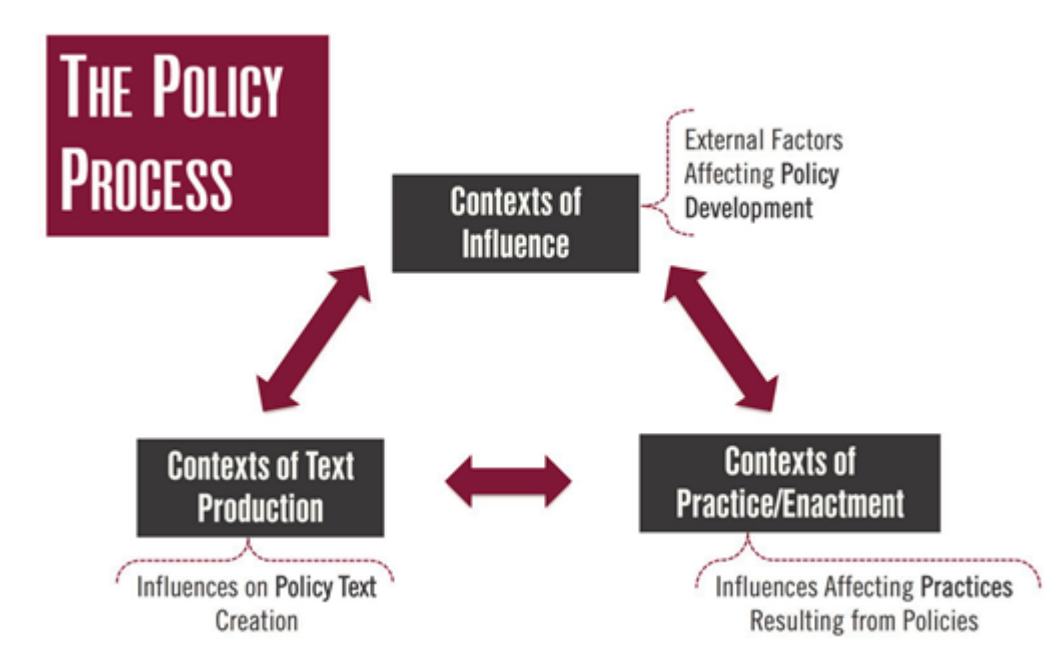 THE POLICY
PROCESS
Contexts of
Influence
External Factors
Affecting Policy
Development
Contexts of Text
Production
Influences on Policy Text
Creation
Contexts of
Practice/Enactment
Influences Affecting Practices
Resulting from Policies